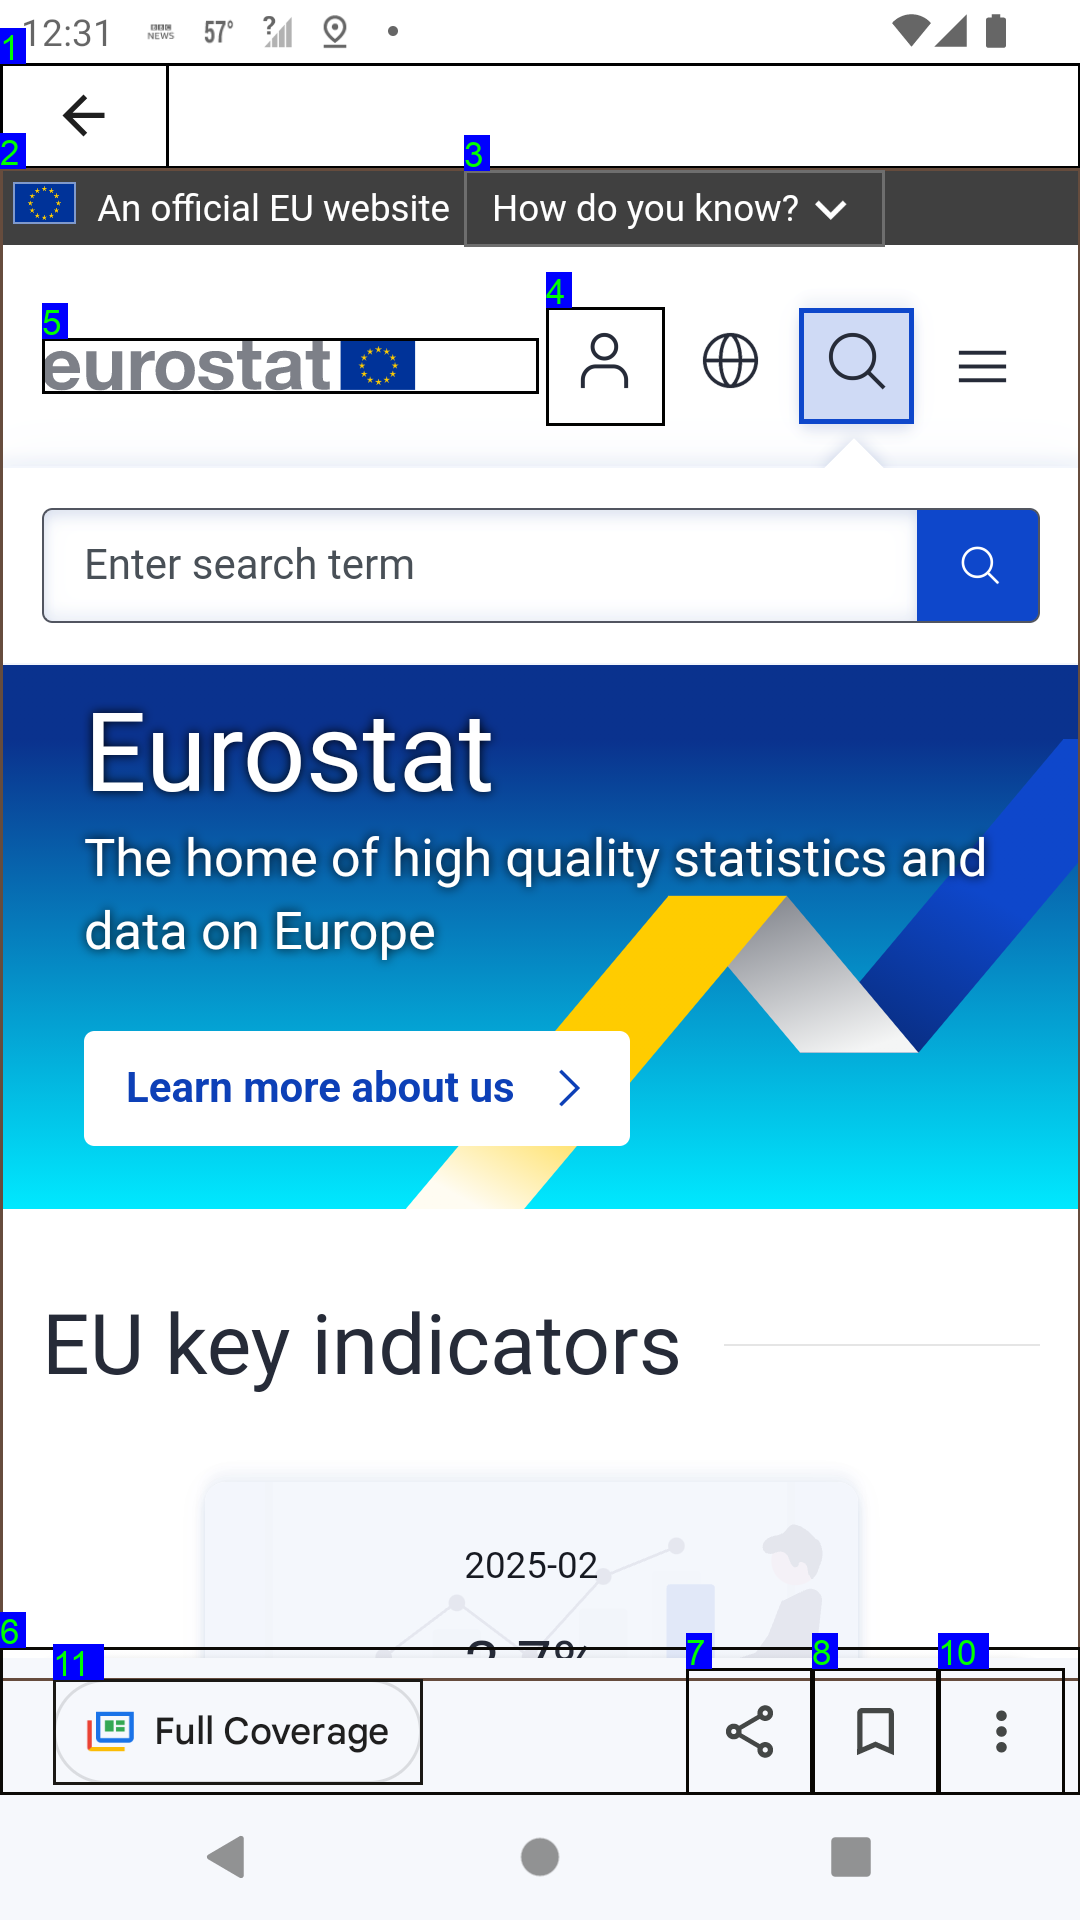 12:31 BBC NEWS 57° ?
1
2
3
An official EU website How do you know?
4
5
eurostat
Enter search term
Eurostat
The home of high quality statistics and
data on Europe
Learn more about us
EU key indicators
2025-02
6
7
8
10
11
Full Coverage